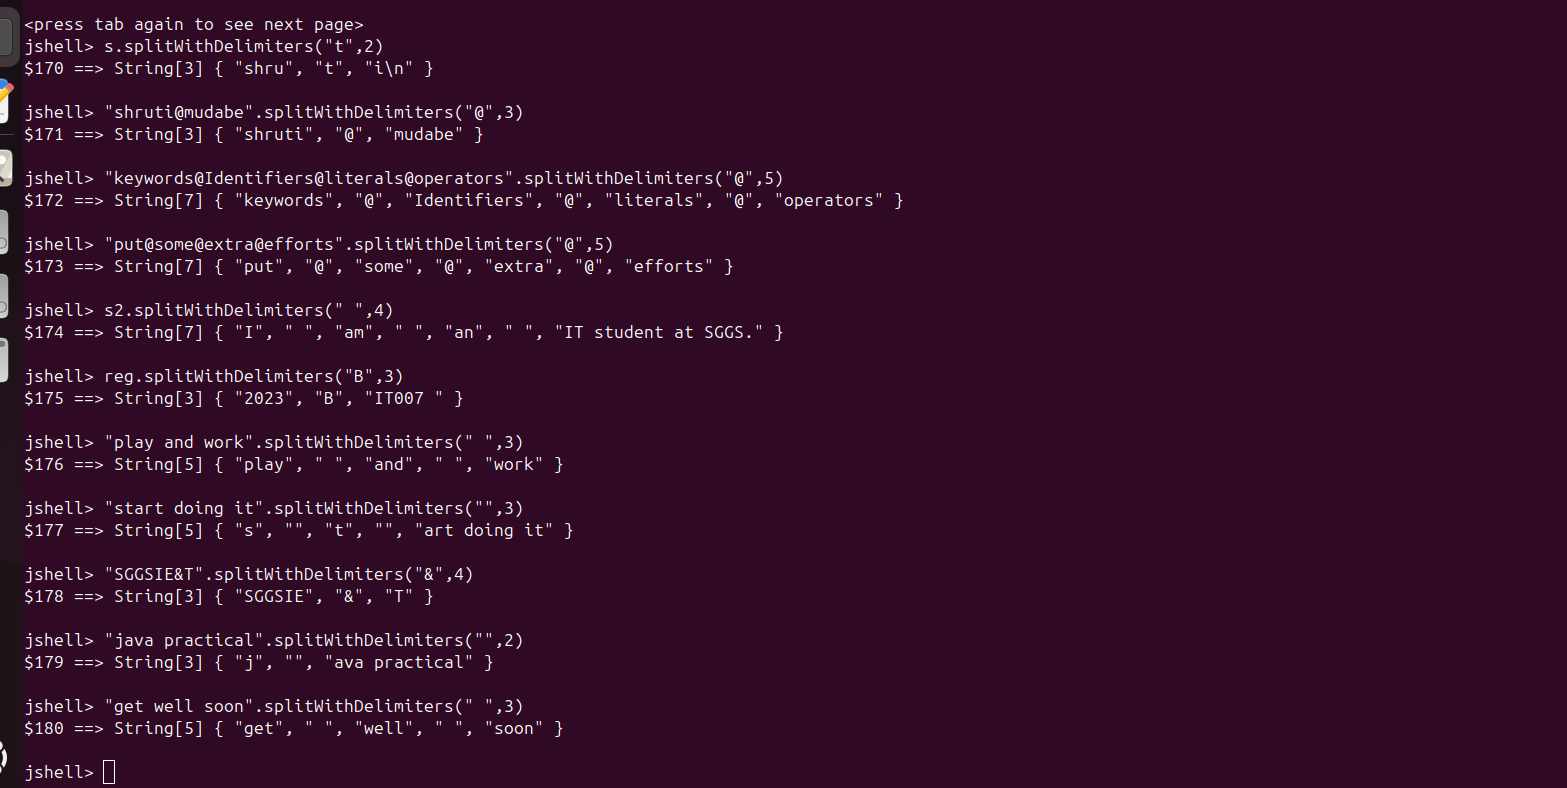 <press tab again to see next page>
jshell> s.splitWithDelimiters("t",2)
$170 ==> String[3] { "shru", "t", "i\n" }
jshell> "shruti@mudabe".splitWithDelimiters("@",3)
$171 ==> String[3] { "shruti", "@", "mudabe" }
jshell> "keywords@Identifiers@literals@operators".splitWithDelimiters("@",5)
$172 ==> String[7] { "keywords", "@", "Identifiers", "@", "literals", "@", "operators" }
jshell> "put@some@extra@efforts".splitWithDelimiters("@",5)
$173 ==> String[7] { "put", "@", "some", "@", "extra", "@", "efforts" }
jshell> s2.splitWithDelimiters(" ",4)
$174 ==> String[7] { "I", " ", "am", " ", "an", " ", "IT student at SGGS." }
jshell> reg.splitWithDelimiters("B",3)
$175 ==> String[3] { "2023", "B", "IT007 " }
jshell> "play and work".splitWithDelimiters(" ",3)
$176 ==> String[5] { "play", " ", "and", " ", "work" }
jshell> "start doing it".splitWithDelimiters("",3)
$177 ==> String[5] { "s", "", "t", "", "art doing it" }
jshell> "SGGSIE&T".splitWithDelimiters("&",4)
$178 ==> String[3] { "SGGSIE", "&", "T" }
jshell> "java practical".splitWithDelimiters("",2)
$179 ==> String[3] { "j", "", "ava practical" }
jshell> "get well soon".splitWithDelimiters(" ",3)
$180 ==> String[5] { "get", " ", "well", " ", "soon" }
jshell>